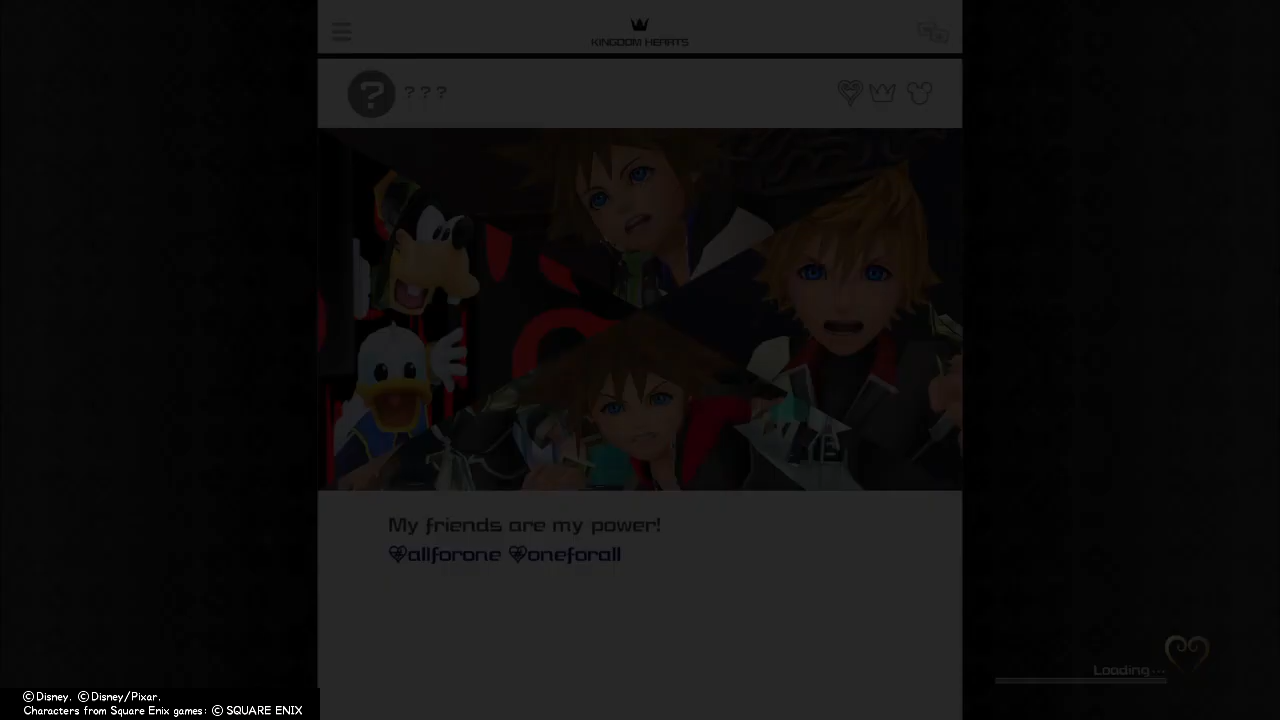 KINGDOM HEARTS
? ???
My friends are my power!
allforone oneforall
Loading...
©Disney. ©Disney/Pixar.
Characters from Square Enix games: © SQUARE ENIX